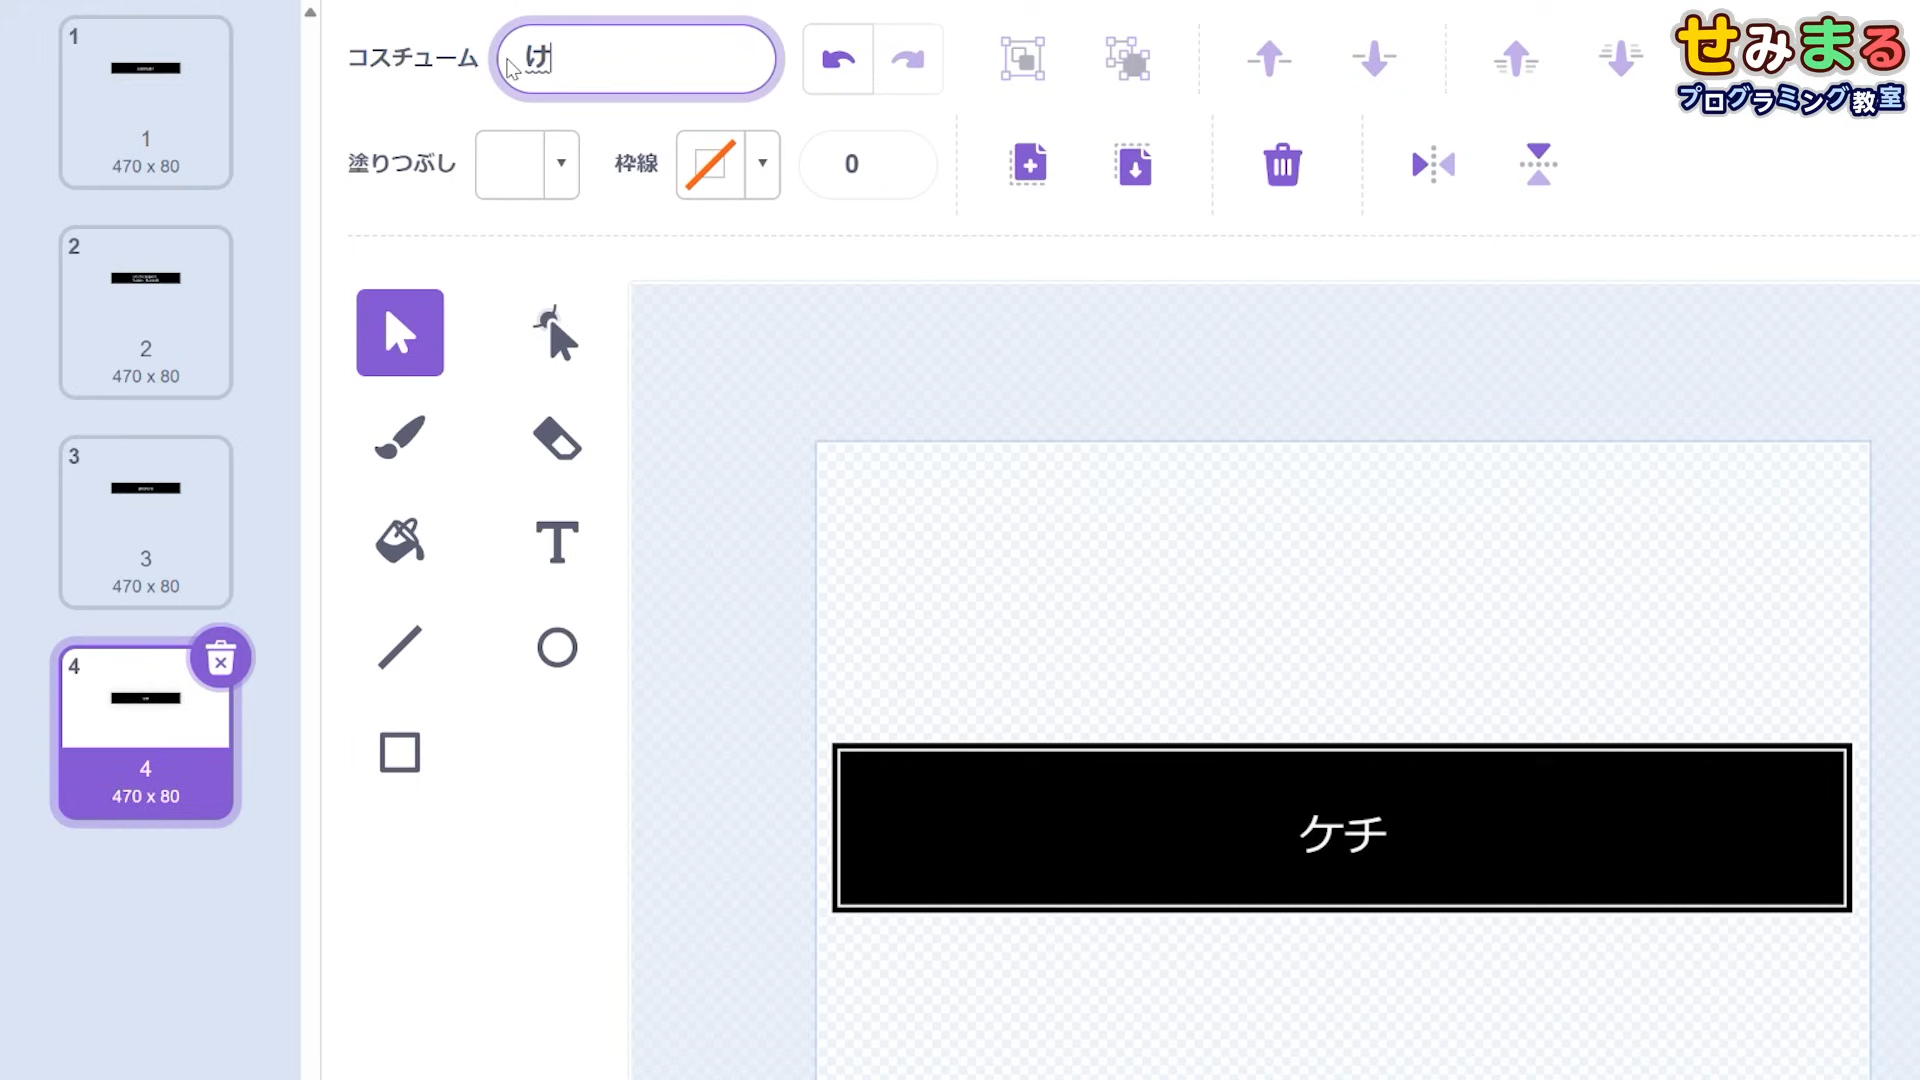 1
1
470 x 80
2
2
470 x 80
3
3
470 x 80
4
4
470 x 80
コスチューム
け
塗りつぶし
枠線
0
ケチ
せみまる
プログラミング教室